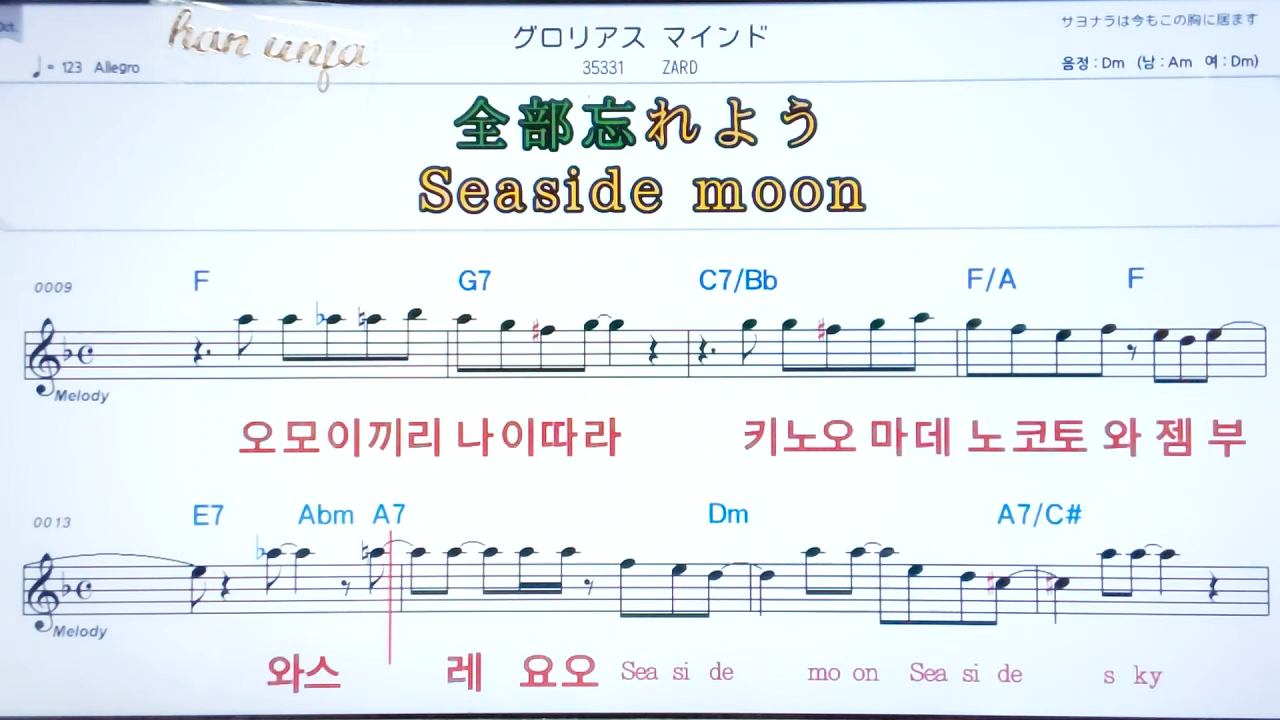 Oct.
han unja
グロリアス マインド
サヨナラは今もこの胸に居ます
♩= 123 Allegro
35331 ZARD
음정 : Dm (남 : Am 여 : Dm)
全部忘れよう
Seaside moon
0009 F G7 C7/Bb F/A F
Melody
오모이끼리 나이따라 키노오 마데 노코토 와 젬 부
0013 E7 Abm A7 Dm A7/C#
Melody
와스 레 요오 Sea si de mo on Sea si de s ky